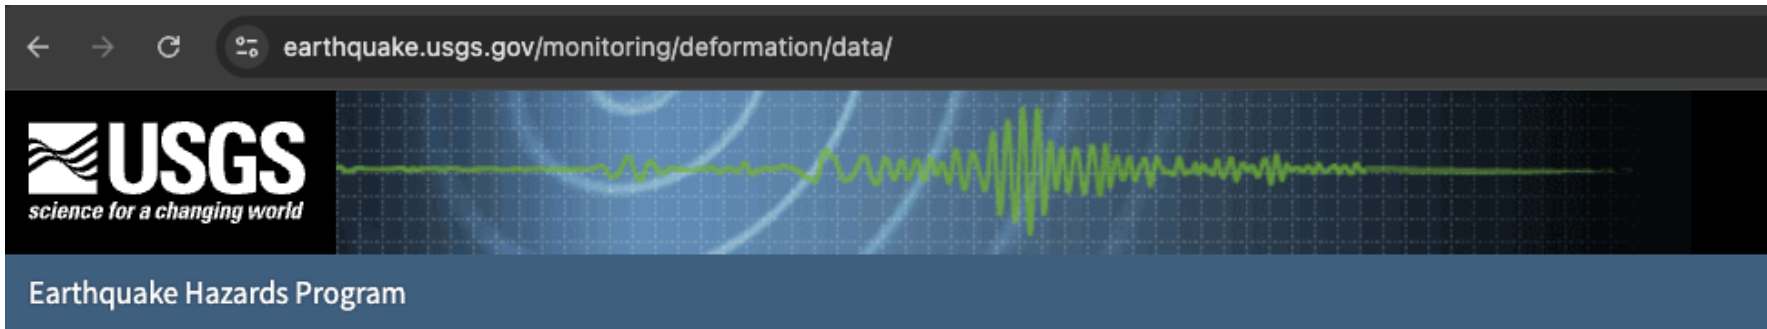 earthquake.usgs.gov/monitoring/deformation/data/
USGS
science for a changing world
Earthquake Hazards Program